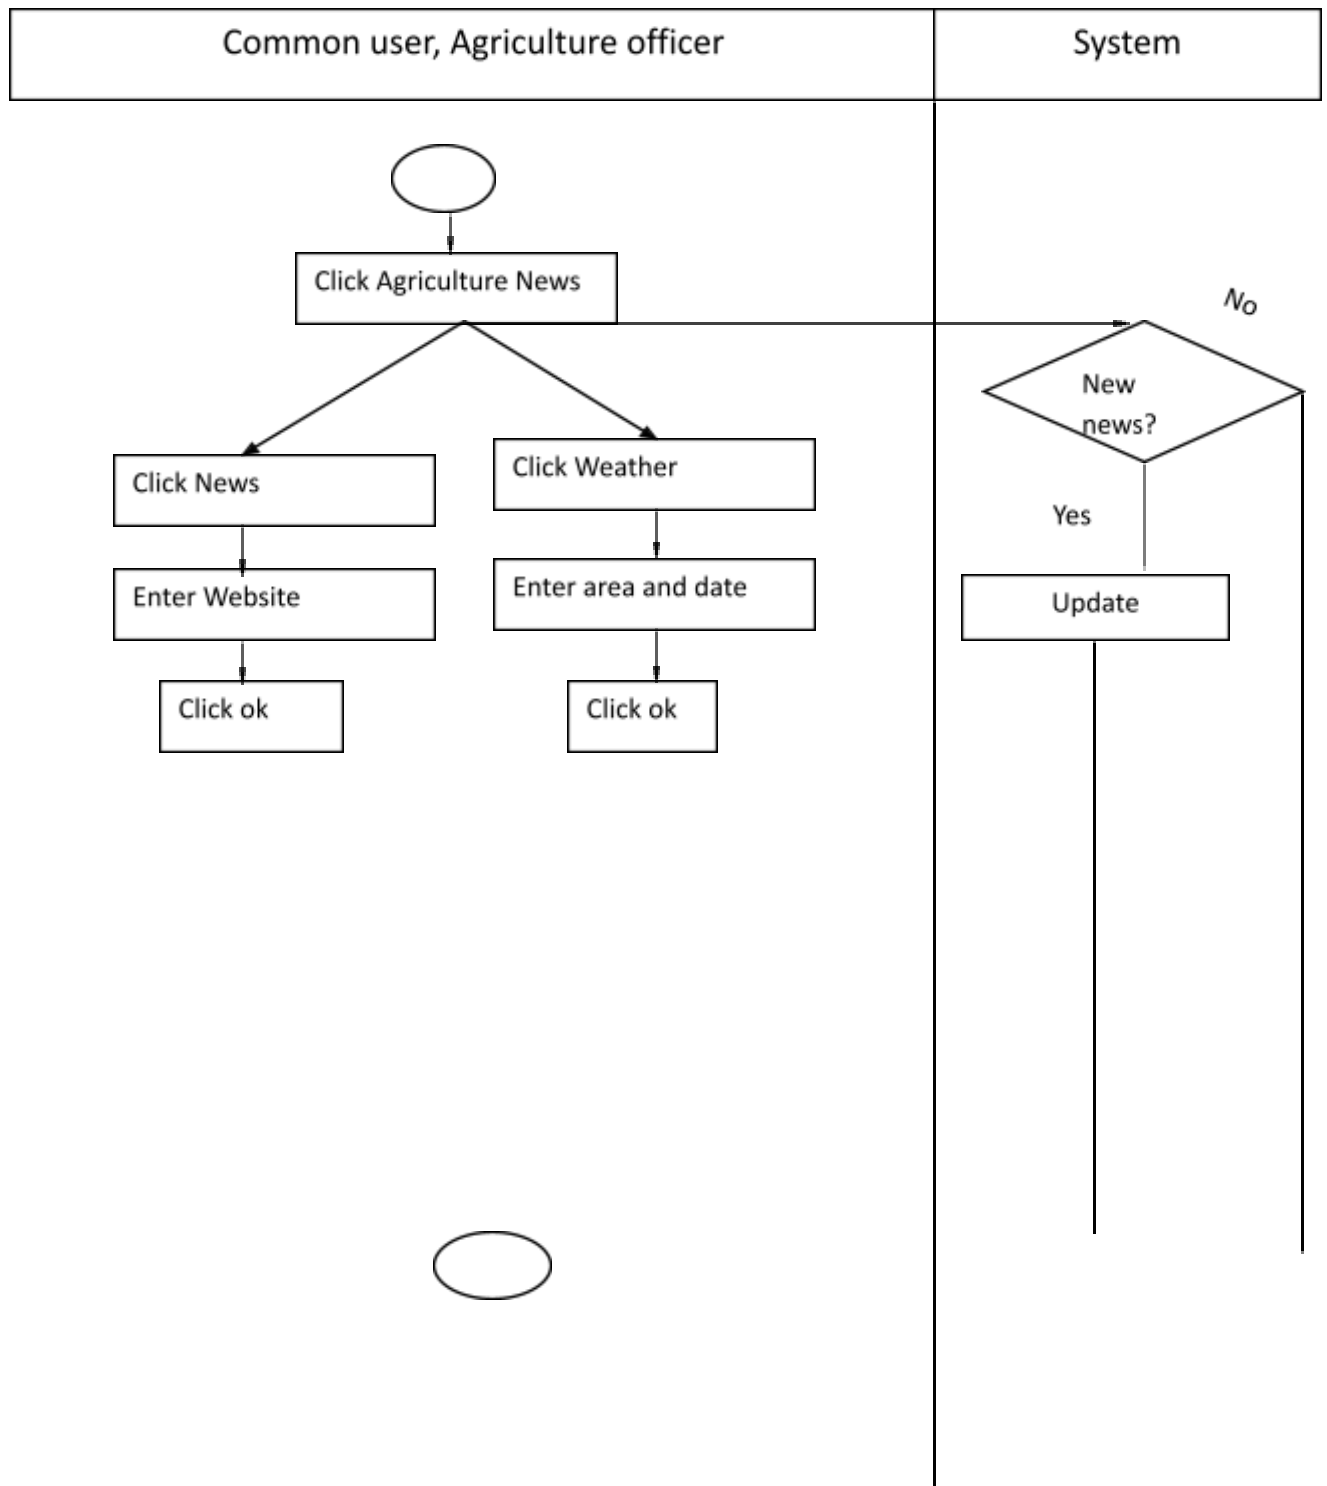 Common user, Agriculture officer
System
Click Agriculture News
No
New
news?
Click News
Click Weather
Yes
Enter Website
Enter area and date
Update
Click ok
Click ok